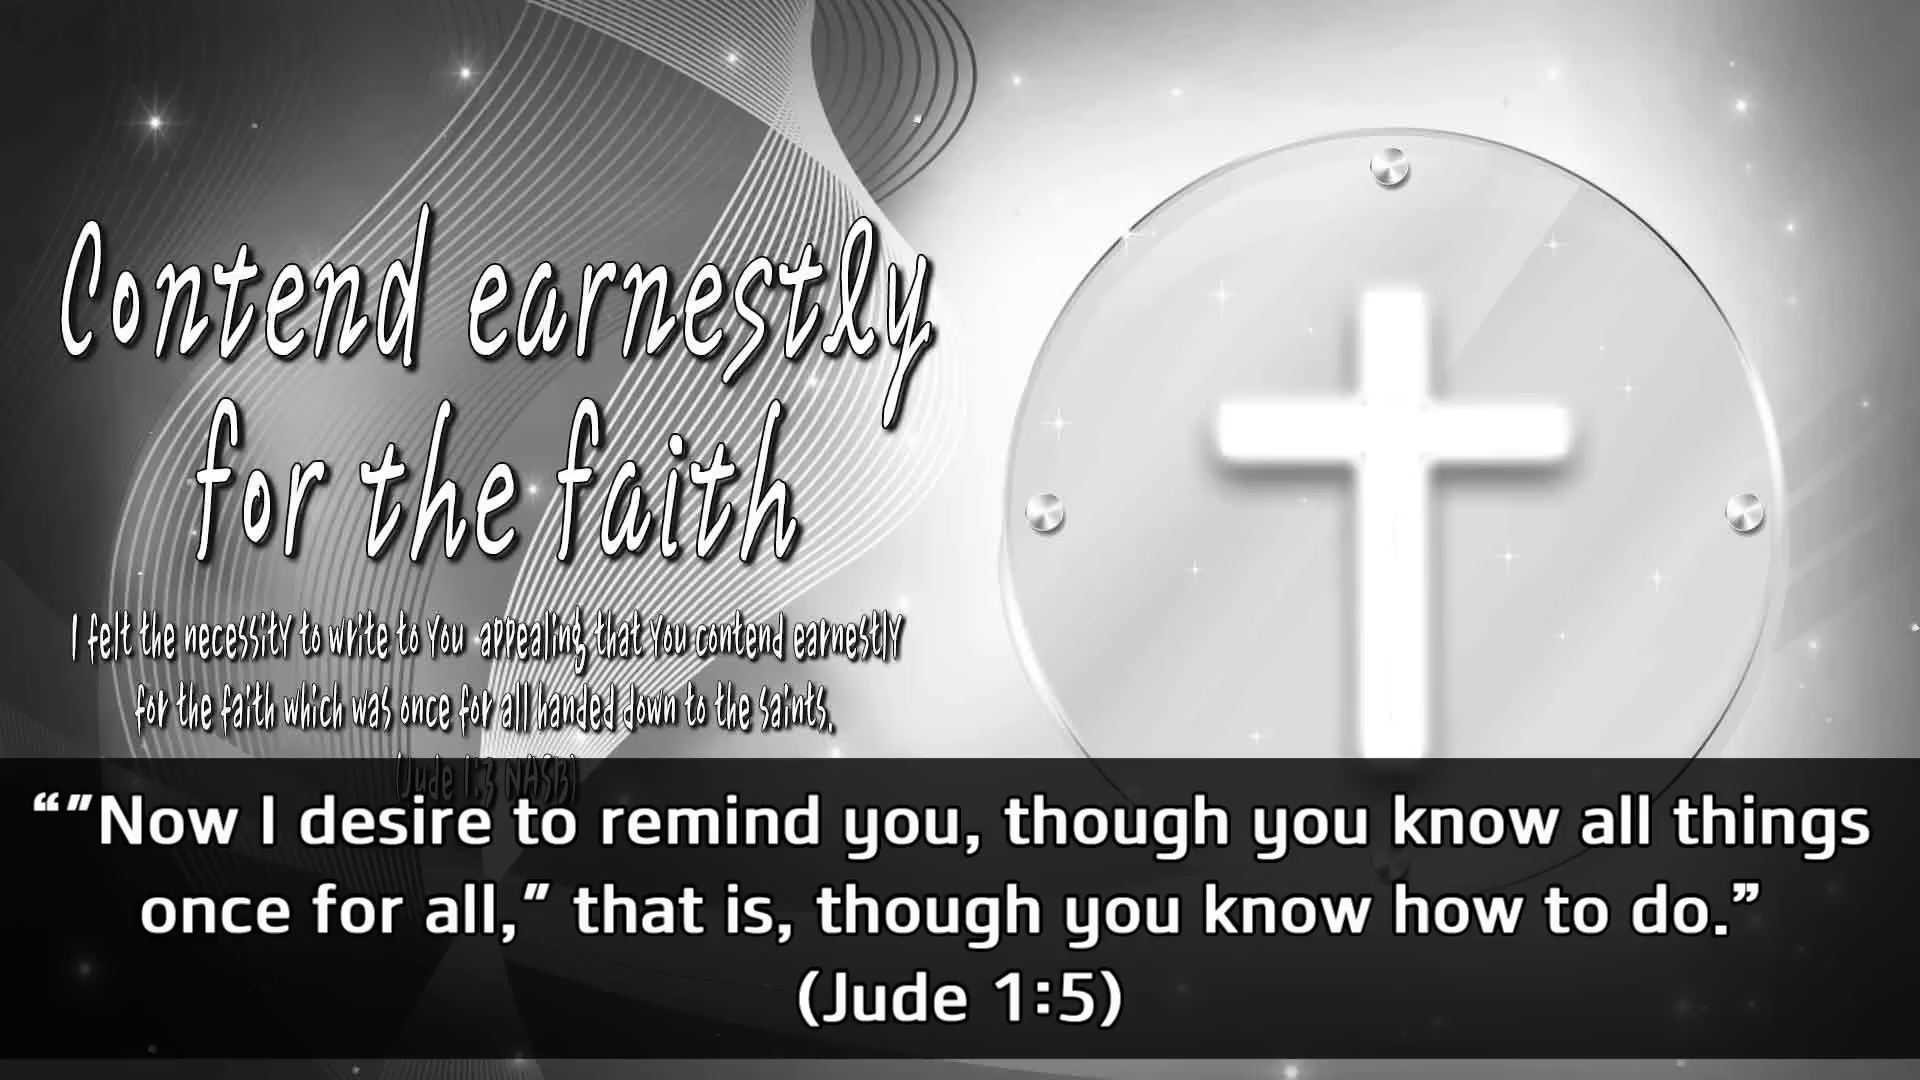 Contend earnestly
for the faith
I felt the necessity to write to you appealing that you contend earnestly
for the faith which was once for all handed down to the saints.
(Jude 1:3 NASB)
“”Now I desire to remind you, though you know all things
once for all,” that is, though you know how to do.”
(Jude 1:5)